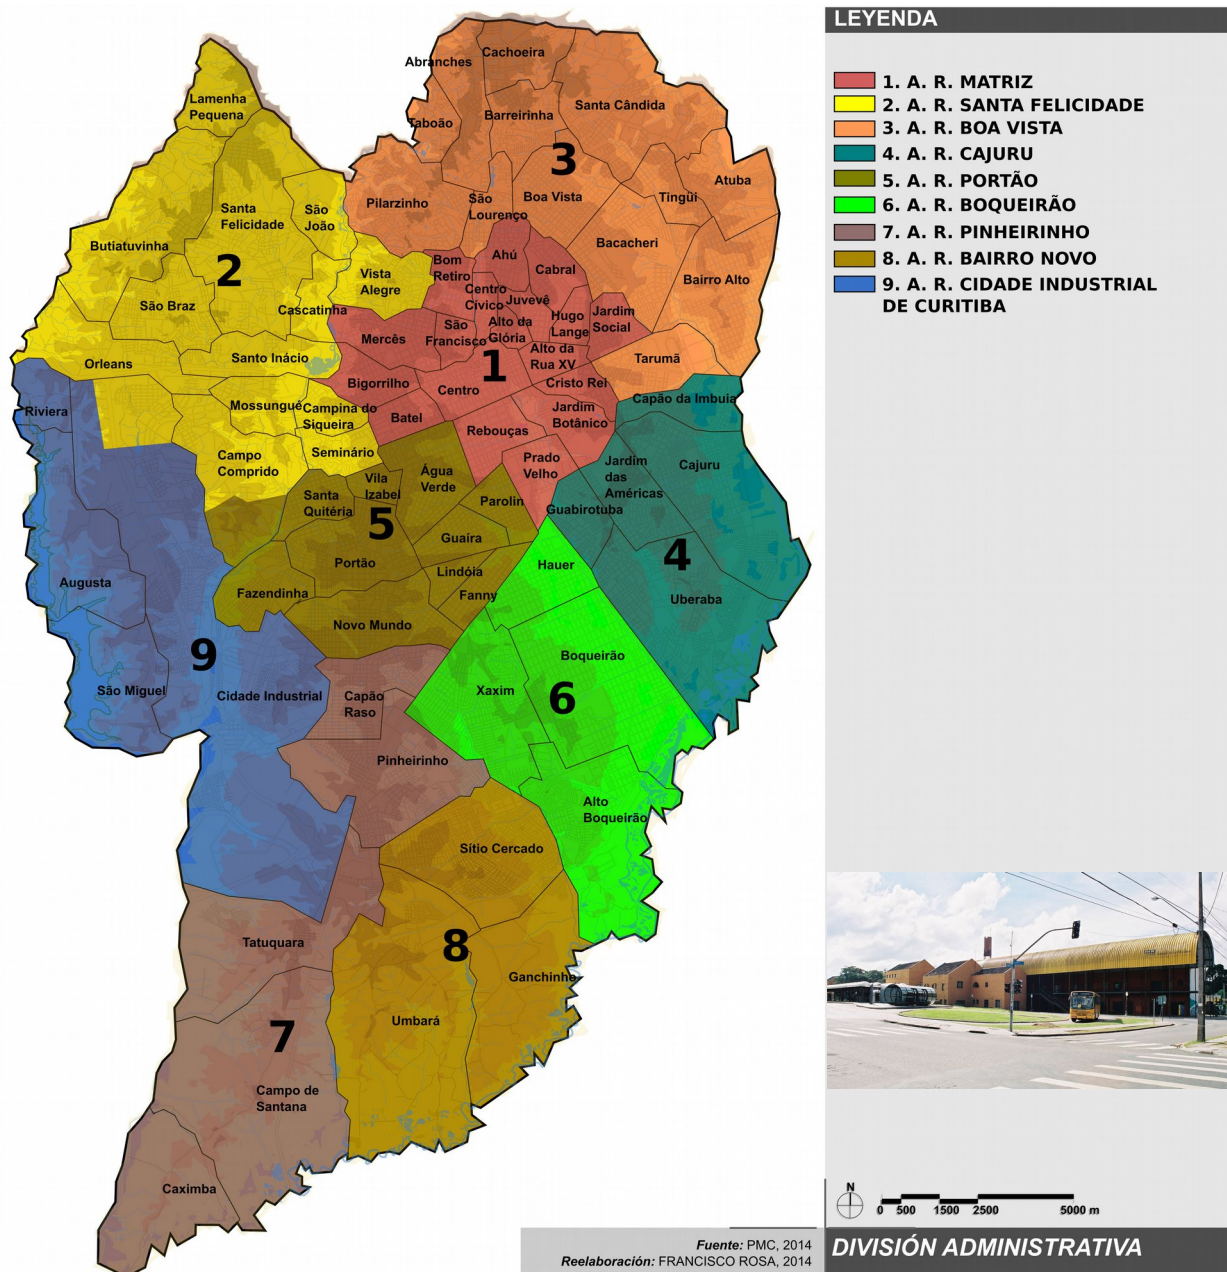 LEYENDA
1. A. R. MATRIZ
2. A. R. SANTA FELICIDADE
3. A. R. BOA VISTA
4. A. R. CAJURU
5. A. R. PORTÃO
6. A. R. BOQUEIRÃO
7. A. R. PINHEIRINHO
8. A. R. BAIRRO NOVO
9. A. R. CIDADE INDUSTRIAL
DE CURITIBA
Lamenha
Pequena
Santa
Felicidade
São
João
Butiatuvinha
2
São Braz
Vista
Alegre
Cascatinha
Orleans
Santo Inácio
Mossunguê
Campina do
Siqueira
Seminário
Campo
Comprido
Abranches
Cachoeira
Taboão
Barreirinha
Santa Cândida
3
Atuba
Tingüi
Pilarzinho
São
Lourenço
Boa Vista
Bacacheri
Bairro Alto
Tarumã
Ahú
Bom
Retiro
Cabral
Centro
Cívico
Juvevê
Hugo
Lange
Jardim
Social
Mercês
São
Francisco
Alto da
Glória
Alto da
Rua XV
1
Bigorrilho
Centro
Cristo Rei
Batel
Rebouças
Jardim
Botânico
Prado
Velho
Capão da Imbuia
Jardim
das
Américas
Cajuru
Guabirotuba
4
Uberaba
Água
Verde
Vila
Izabel
Santa
Quitéria
Parolin
5
Guaíra
Portão
Lindóia
Fazendinha
Fanny
Novo Mundo
Hauer
Boqueirão
Xaxim
6
Alto
Boqueirão
Riviera
Augusta
9
São Miguel
Cidade Industrial
Capão
Raso
Pinheirinho
Sítio Cercado
8
Ganchinho
Umbará
Tatuquara
7
Campo de
Santana
Caximba
N
0 500 1500 2500 5000 m
Fuente: PMC, 2014
Reelaboración: FRANCISCO ROSA, 2014
DIVISIÓN ADMINISTRATIVA